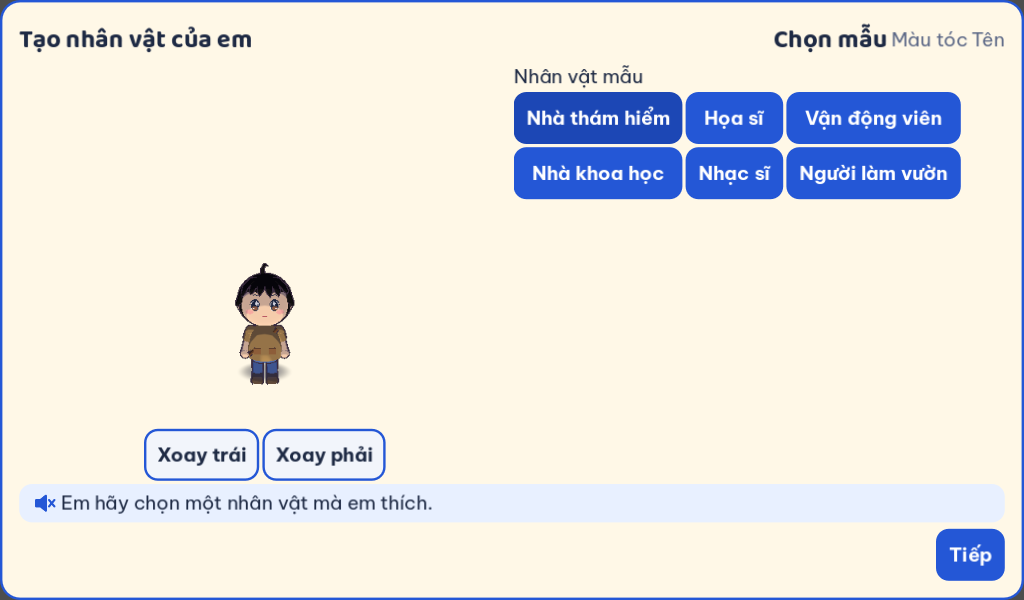 Tạo nhân vật của em
Chọn mẫu Màu tóc Tên
Nhân vật mẫu
Nhà thám hiểm Họa sĩ Vận động viên
Nhà khoa học Nhạc sĩ Người làm vườn
Xoay trái Xoay phải
Em hãy chọn một nhân vật mà em thích.
Tiếp